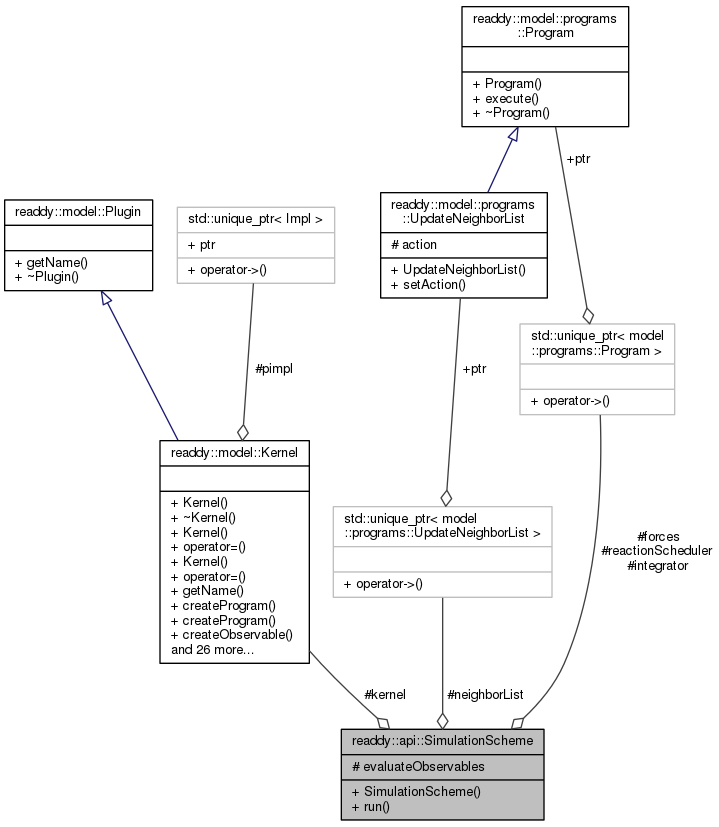 readdy::model::programs
::Program
+ Program()
+ execute()
+ ~Program()
+ptr
readdy::model::Plugin
+ getName()
+ ~Plugin()
std::unique_ptr< Impl >
+ ptr
+ operator->()
readdy::model::programs
::UpdateNeighborList
# action
+ UpdateNeighborList()
+ setAction()
std::unique_ptr< model
::programs::Program >
+ operator->()
#pimpl
+ptr
readdy::model::Kernel
+ Kernel()
+ ~Kernel()
+ Kernel()
+ operator=()
+ Kernel()
+ operator=()
+ getName()
+ createProgram()
+ createProgram()
+ createObservable()
and 26 more...
std::unique_ptr< model
::programs::UpdateNeighborList >
+ operator->()
#forces
#reactionScheduler
#integrator
#kernel
#neighborList
readdy::api::SimulationScheme
# evaluateObservables
+ SimulationScheme()
+ run()